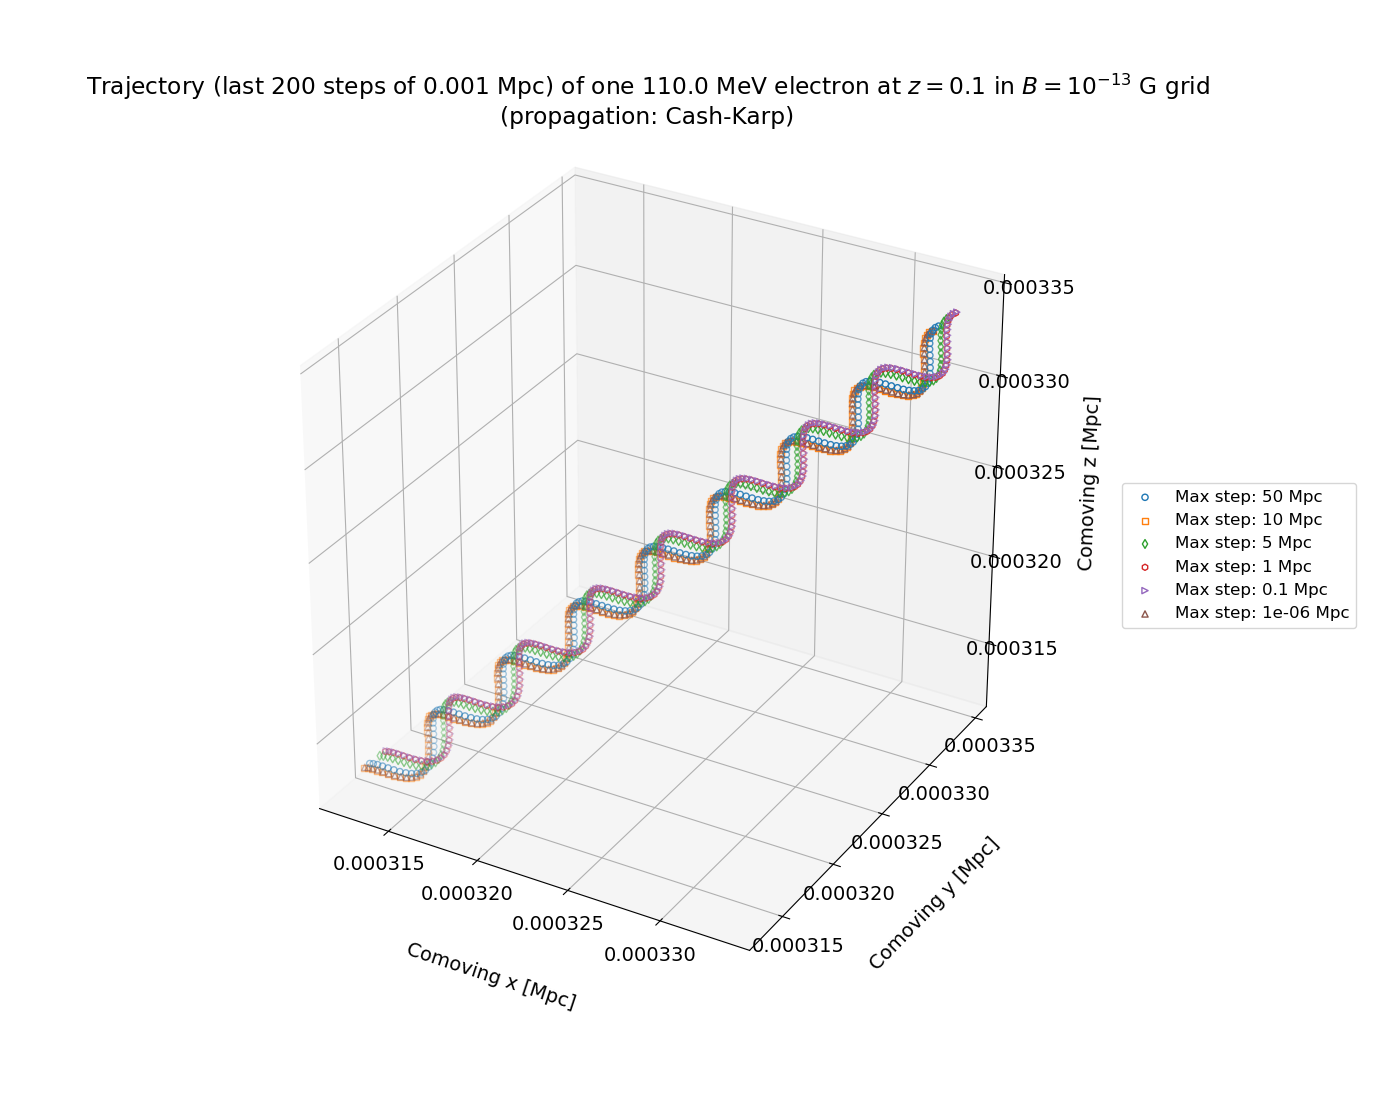 Trajectory (last 200 steps of 0.001 Mpc) of one 110.0 MeV electron at z = 0.1 in B = 10⁻¹³ G grid
(propagation: Cash-Karp)
0.000335
0.000330
0.000325
0.000320
0.000315
Comoving z [Mpc]
Max step: 50 Mpc
Max step: 10 Mpc
Max step: 5 Mpc
Max step: 1 Mpc
Max step: 0.1 Mpc
Max step: 1e-06 Mpc
0.000335
0.000330
0.000325
0.000320
0.000315
Comoving y [Mpc]
0.000315
0.000320
0.000325
0.000330
Comoving x [Mpc]